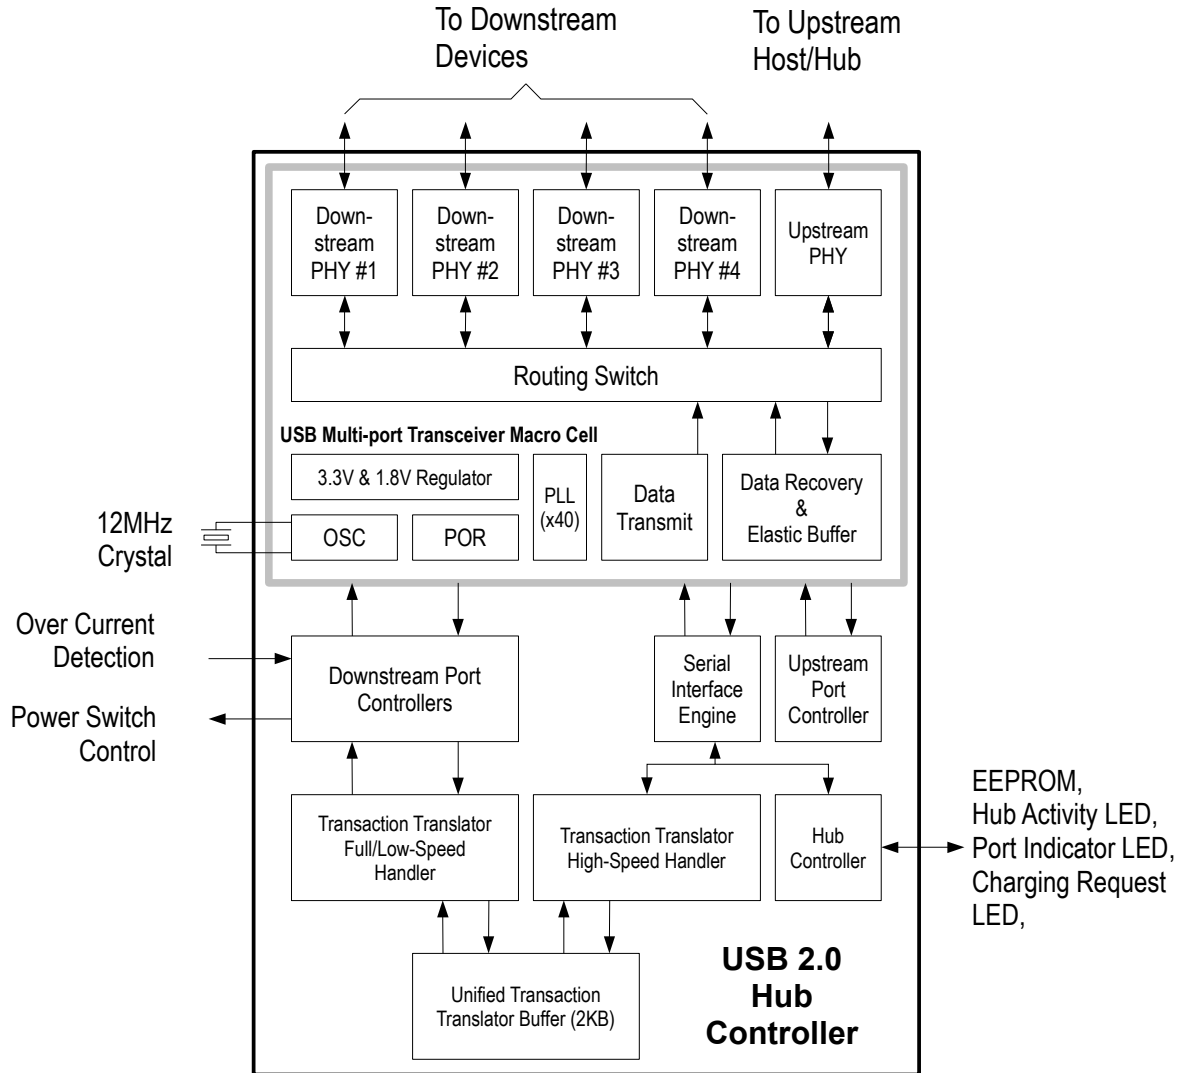 To Downstream
Devices
To Upstream
Host/Hub
Down-
stream
PHY #1
Down-
stream
PHY #2
Down-
stream
PHY #3
Down-
stream
PHY #4
Upstream
PHY
Routing Switch
USB Multi-port Transceiver Macro Cell
3.3V & 1.8V Regulator
PLL
(x40)
Data
Transmit
Data Recovery
&
Elastic Buffer
12MHz
Crystal
OSC
POR
Over Current
Detection
Power Switch
Control
Downstream Port
Controllers
Serial
Interface
Engine
Upstream
Port
Controller
Transaction Translator
Full/Low-Speed
Handler
Transaction Translator
High-Speed Handler
Hub
Controller
EEPROM,
Hub Activity LED,
Port Indicator LED,
Charging Request
LED,
Unified Transaction
Translator Buffer (2KB)
USB 2.0
Hub
Controller